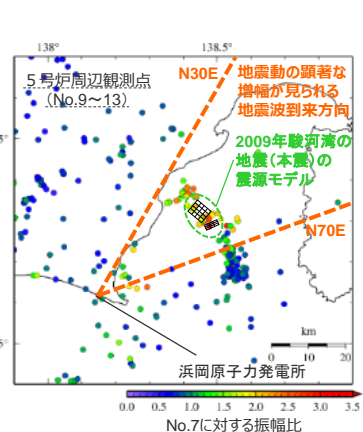 138°
138.5°
５号炉周辺観測点
（No.9～13）
N30E
地震動の顕著な
増幅が見られる
地震波到来方向
2009年駿河湾の
地震（本震）の
震源モデル
N70E
5°
5°
km
0 10 20
浜岡原子力発電所
0.0 0.5 1.0 1.5 2.0 2.5 3.0 3.5
No.7に対する振幅比